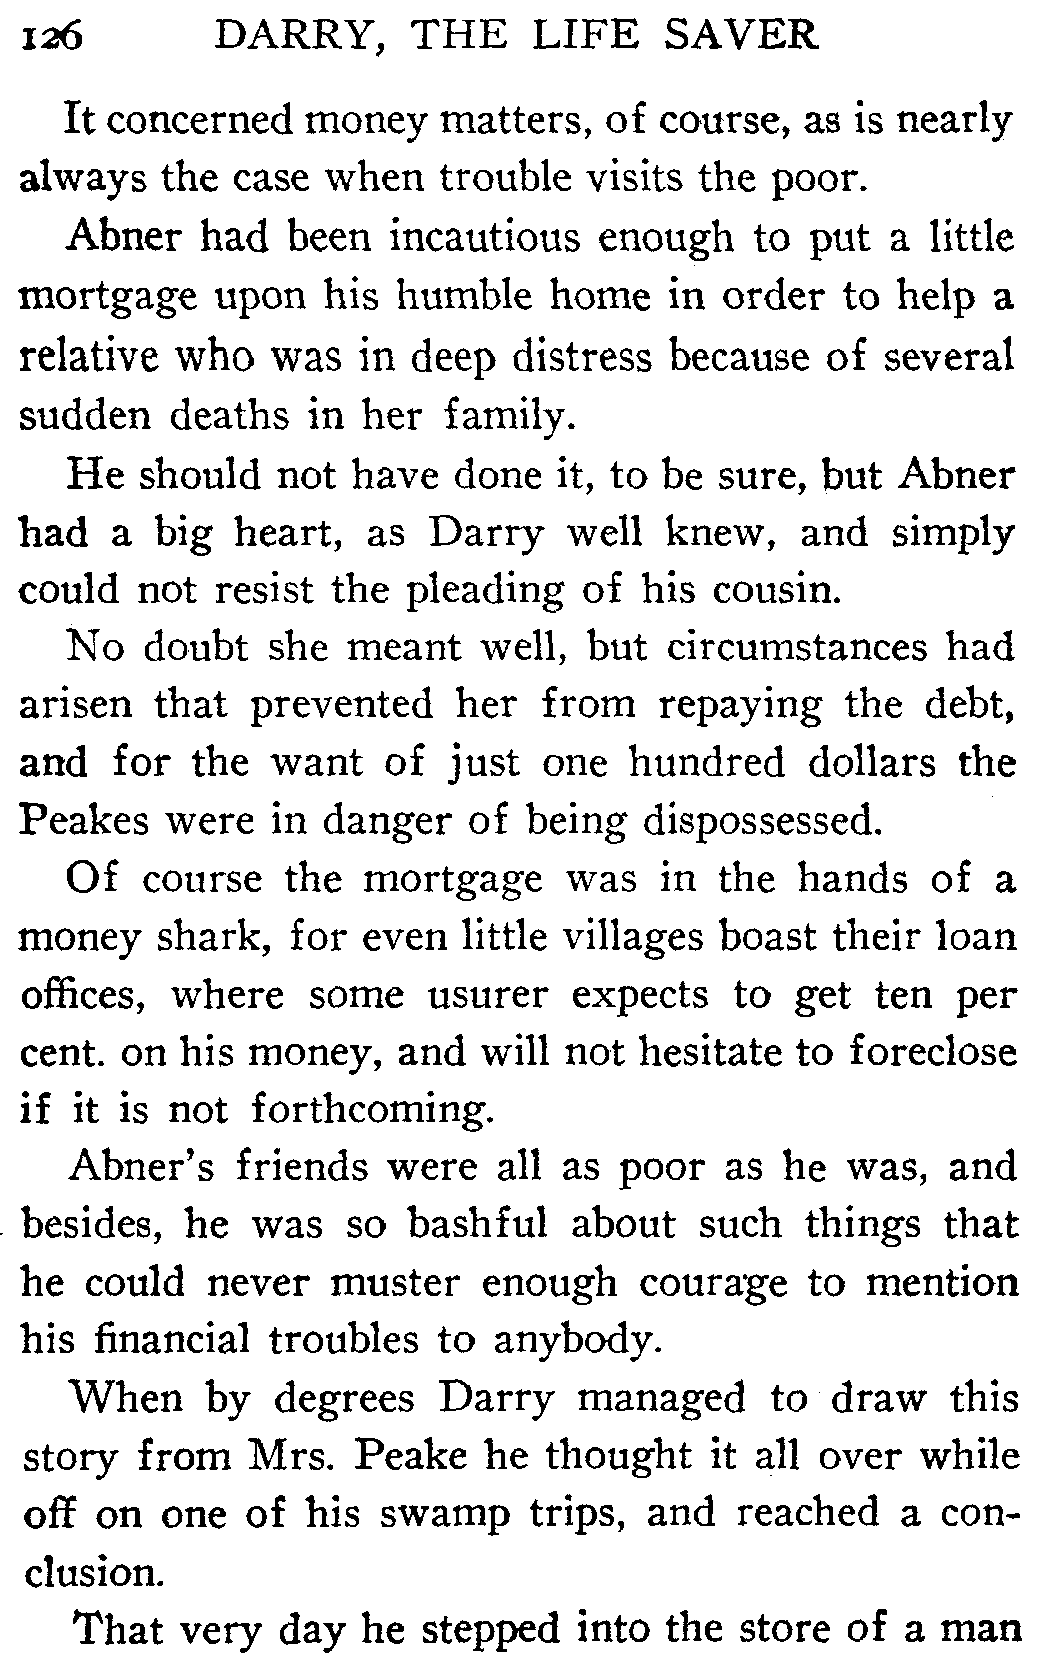 126 DARRY, THE LIFE SAVER
It concerned money matters, of course, as is nearly
always the case when trouble visits the poor.
Abner had been incautious enough to put a little
mortgage upon his humble home in order to help a
relative who was in deep distress because of several
sudden deaths in her family.
He should not have done it, to be sure, but Abner
had a big heart, as Darry well knew, and simply
could not resist the pleading of his cousin.
No doubt she meant well, but circumstances had
arisen that prevented her from repaying the debt,
and for the want of just one hundred dollars the
Peakes were in danger of being dispossessed.
Of course the mortgage was in the hands of a
money shark, for even little villages boast their loan
offices, where some usurer expects to get ten per
cent. on his money, and will not hesitate to foreclose
if it is not forthcoming.
Abner's friends were all as poor as he was, and
besides, he was so bashful about such things that
he could never muster enough courage to mention
his financial troubles to anybody.
When by degrees Darry managed to draw this
story from Mrs. Peake he thought it all over while
off on one of his swamp trips, and reached a con-
clusion.
That very day he stepped into the store of a man